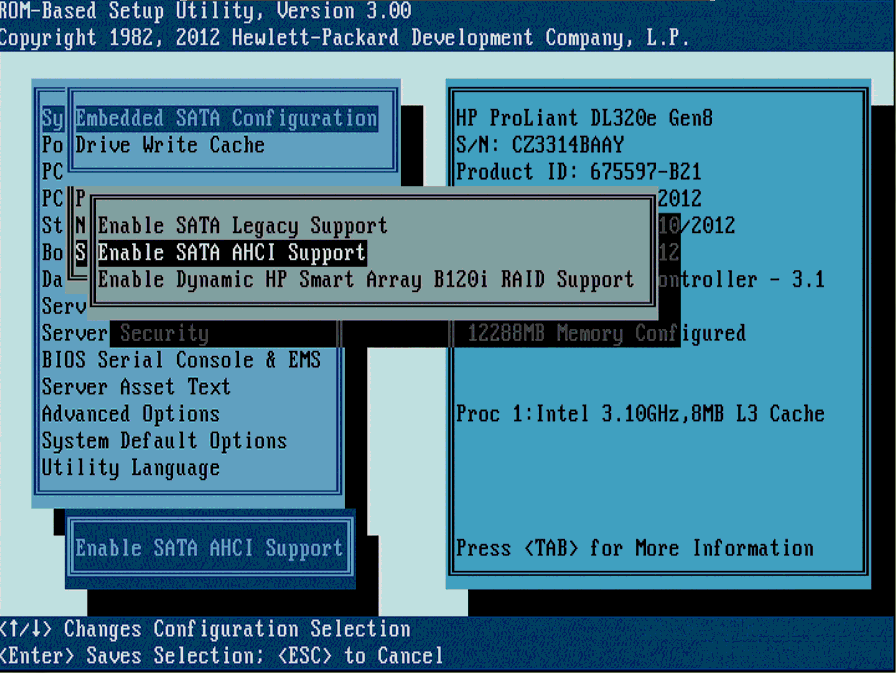 ROM-Based Setup Utility, Version 3.00
Copyright 1982, 2012 Hewlett-Packard Development Company, L.P.
Sy
Embedded SATA Configuration
Po
Drive Write Cache
PC
PC
P
St
N
Enable SATA Legacy Support
Bo
S
Enable SATA AHCI Support
Da
Enable Dynamic HP Smart Array B120i RAID Support
Serv
Server Security
BIOS Serial Console & EMS
Server Asset Text
Advanced Options
System Default Options
Utility Language
Enable SATA AHCI Support
HP ProLiant DL320e Gen8
S/N: CZ3314BAAY
Product ID: 675597-B21
2012
10/2012
12
ontroller - 3.1
12288MB Memory Configured
Proc 1:Intel 3.10GHz,8MB L3 Cache
Press <TAB> for More Information
<↑/↓> Changes Configuration Selection
<Enter> Saves Selection; <ESC> to Cancel